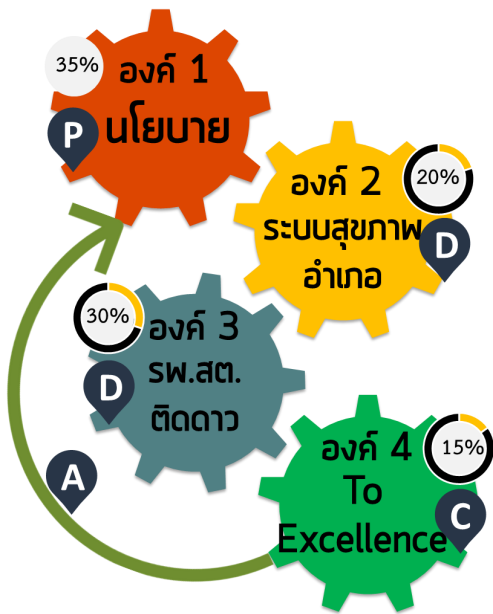 35%
องค์ 1
นโยบาย
P
องค์ 2
20%
ระบบสุขภาพ
อำเภอ
D
30%
องค์ 3
รพ.สต.
ติดดาว
D
A
องค์ 4
15%
To
Excellence
C